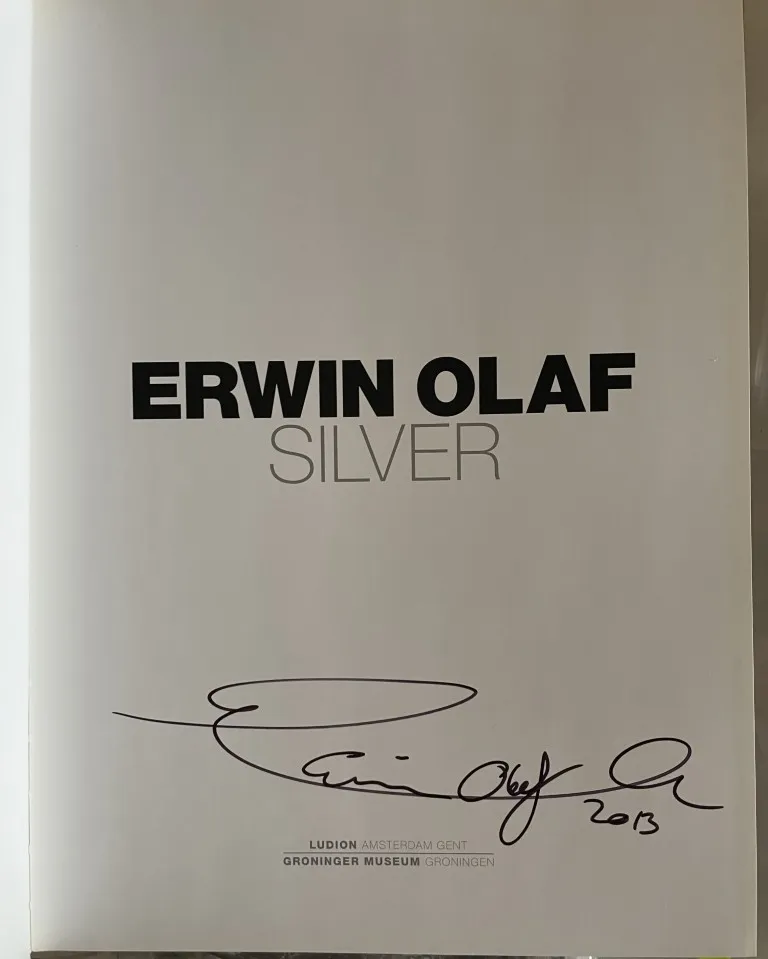 ERWIN OLAF
SILVER
Erwin Olaf
2013
LUDION AMSTERDAM GENT
GRONINGER MUSEUM GRONINGEN